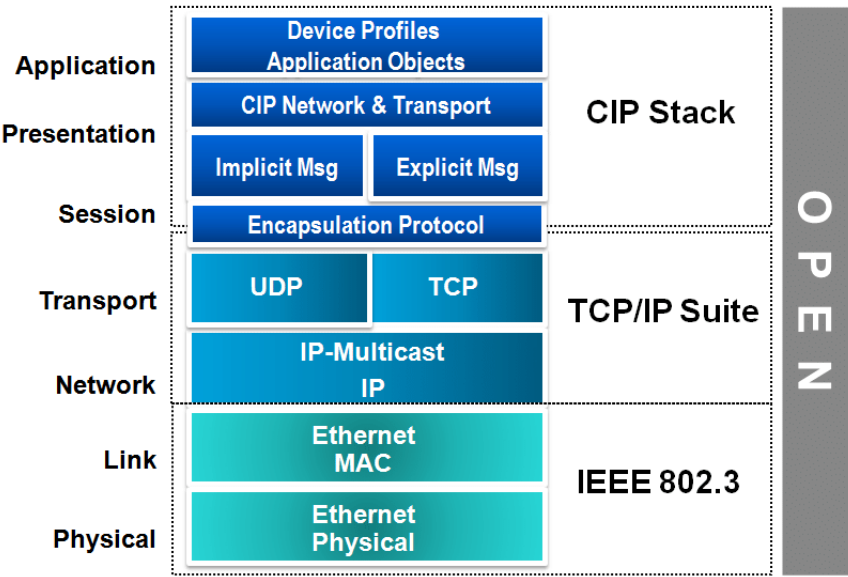 Device Profiles
Application Objects
Application
CIP Network & Transport
CIP Stack
Presentation
Implicit Msg
Explicit Msg
Session
Encapsulation Protocol
UDP
TCP
Transport
TCP/IP Suite
IP-Multicast
IP
Network
Ethernet
MAC
Link
IEEE 802.3
Ethernet
Physical
Physical
OPEN